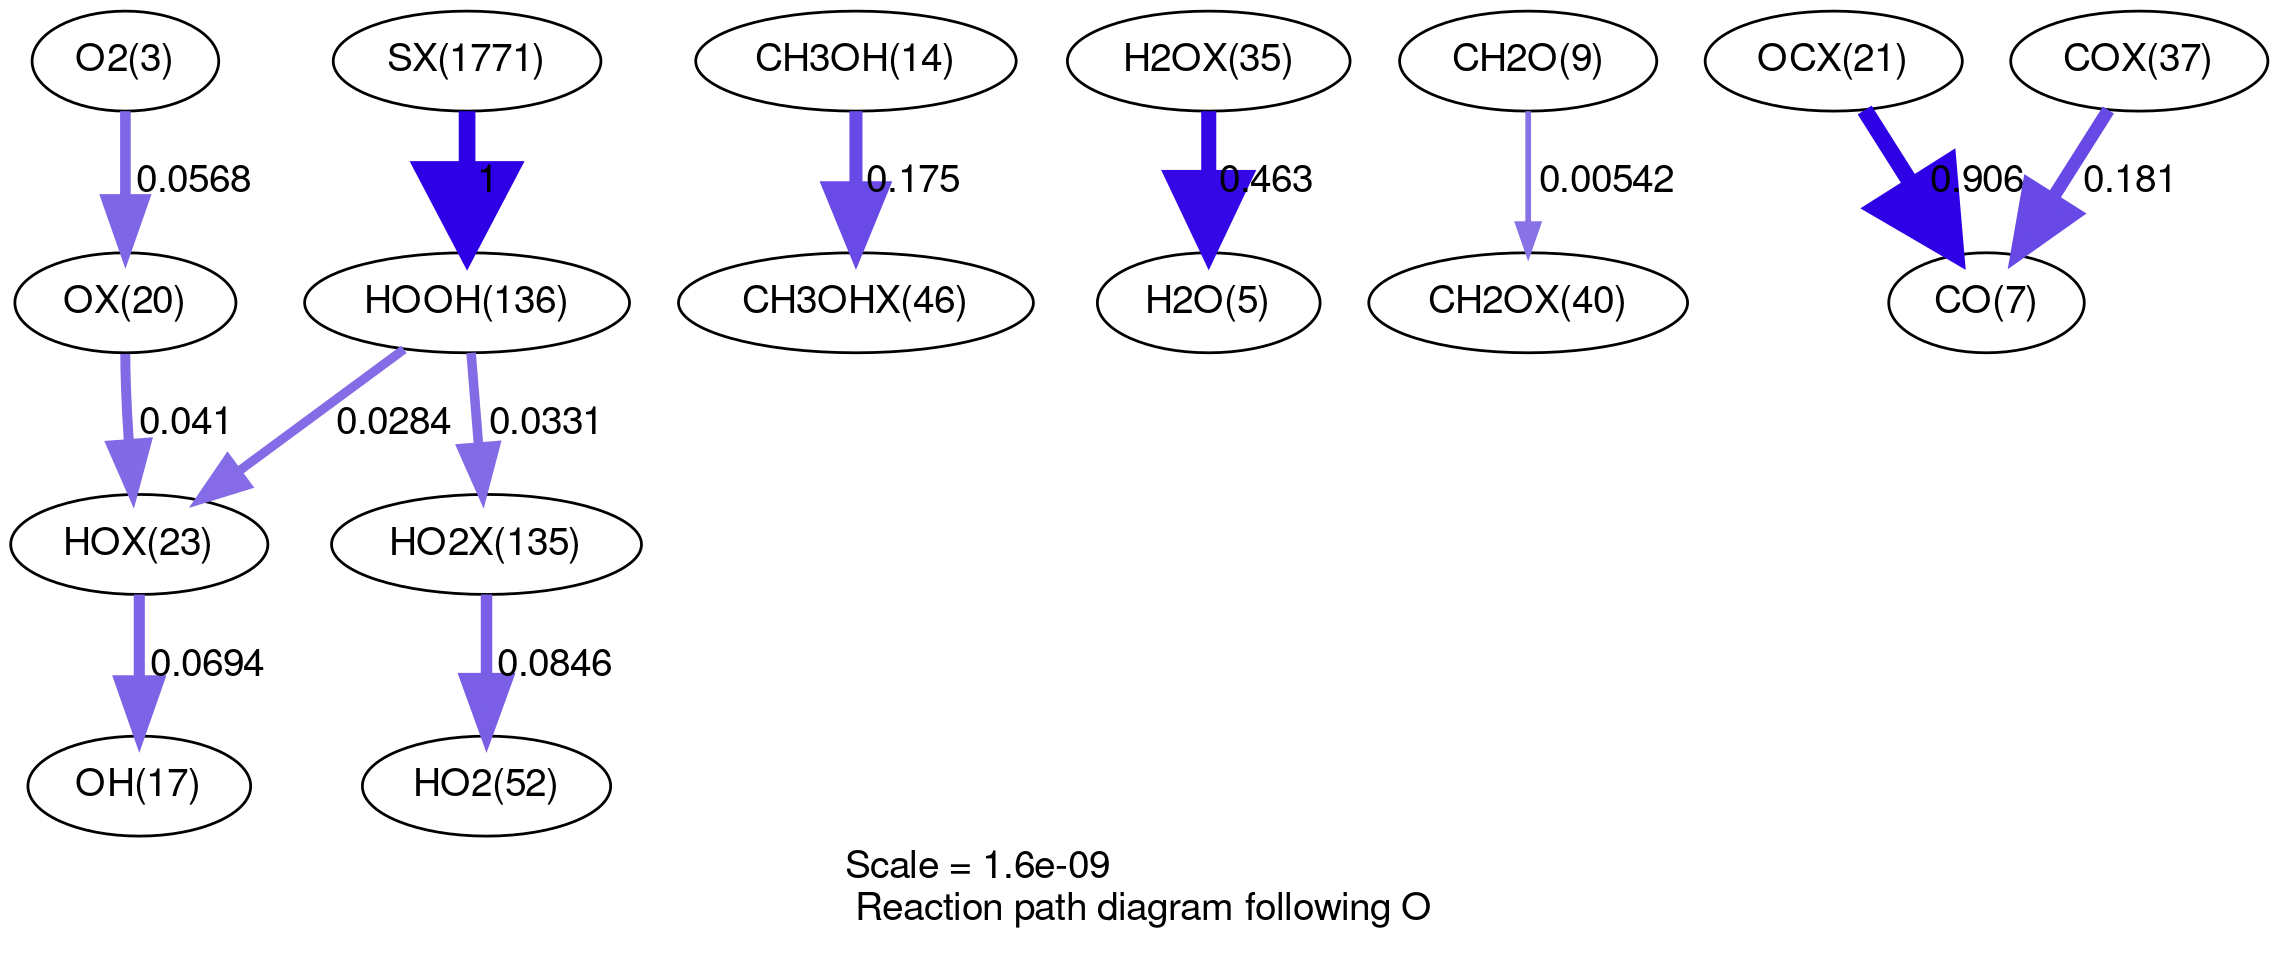 O2(3)
SX(1771)
CH3OH(14)
H2OX(35)
CH2O(9)
OCX(21)
COX(37)
0.0568
1
0.175
0.463
0.00542
0.906
0.181
OX(20)
HOOH(136)
CH3OHX(46)
H2O(5)
CH2OX(40)
CO(7)
0.041
0.0284
0.0331
HOX(23)
HO2X(135)
0.0694
0.0846
OH(17)
HO2(52)
Scale = 1.6e-09
Reaction path diagram following O